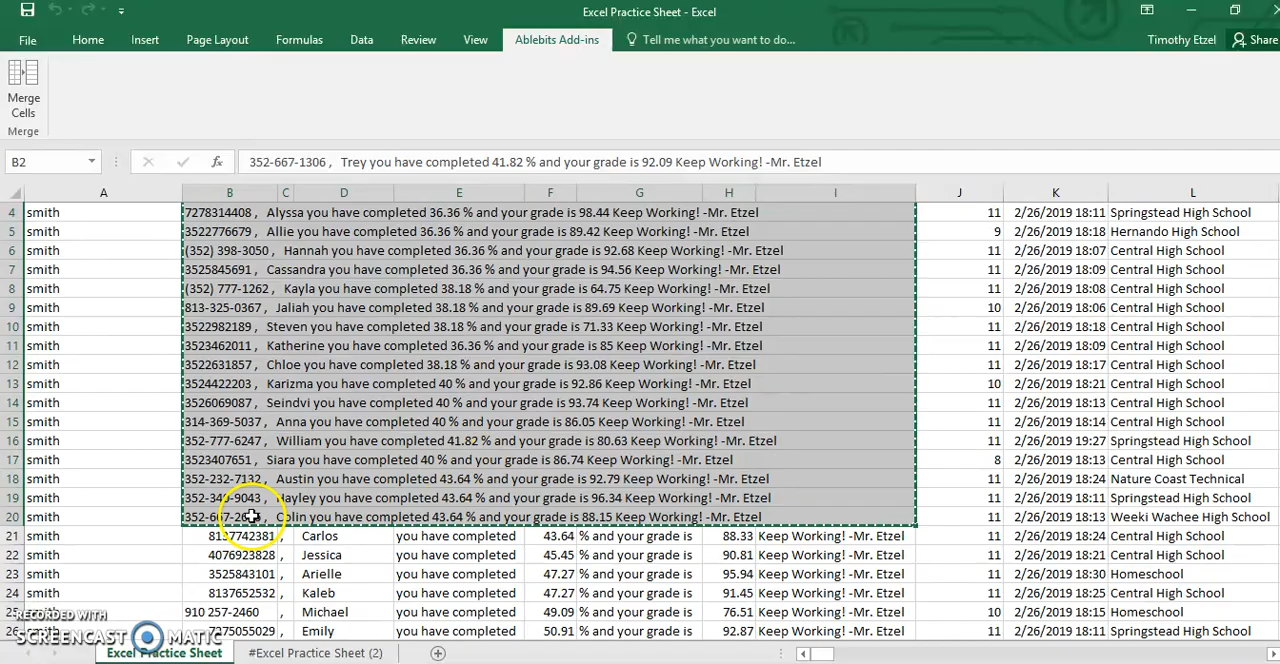 Excel Practice Sheet - Excel
File Home Insert Page Layout Formulas Data Review View Ablebits Add-ins Tell me what you want to do... Timothy Etzel Share
Merge
Cells
Merge
B2 fx 352-667-1306 , Trey you have completed 41.82 % and your grade is 92.09 Keep Working! -Mr. Etzel
A B C D E F G H I J K L
4 smith 7278314408 , Alyssa you have completed 36.36 % and your grade is 98.44 Keep Working! -Mr. Etzel 11 2/26/2019 18:11 Springstead High School
5 smith 3522776679 , Allie you have completed 36.36 % and your grade is 89.42 Keep Working! -Mr. Etzel 9 2/26/2019 18:18 Hernando High School
6 smith (352) 398-3050 , Hannah you have completed 36.36 % and your grade is 92.68 Keep Working! -Mr. Etzel 11 2/26/2019 18:07 Central High School
7 smith 3525845691 , Cassandra you have completed 36.36 % and your grade is 94.56 Keep Working! -Mr. Etzel 11 2/26/2019 18:09 Central High School
8 smith (352) 777-1262 , Kayla you have completed 38.18 % and your grade is 64.75 Keep Working! -Mr. Etzel 11 2/26/2019 18:08 Central High School
9 smith 813-325-0367 , Jaliah you have completed 38.18 % and your grade is 89.69 Keep Working! -Mr. Etzel 10 2/26/2019 18:06 Central High School
10 smith 3522982189 , Steven you have completed 38.18 % and your grade is 71.33 Keep Working! -Mr. Etzel 11 2/26/2019 18:18 Central High School
11 smith 3523462011 , Katherine you have completed 36.36 % and your grade is 85 Keep Working! -Mr. Etzel 11 2/26/2019 18:09 Central High School
12 smith 3522631857 , Chloe you have completed 38.18 % and your grade is 93.08 Keep Working! -Mr. Etzel 11 2/26/2019 18:17 Central High School
13 smith 3524422203 , Karizma you have completed 40 % and your grade is 92.86 Keep Working! -Mr. Etzel 10 2/26/2019 18:21 Central High School
14 smith 3526069087 , Seindvi you have completed 40 % and your grade is 93.74 Keep Working! -Mr. Etzel 11 2/26/2019 18:22 Central High School
15 smith 314-369-5037 , Anna you have completed 40 % and your grade is 86.05 Keep Working! -Mr. Etzel 11 2/26/2019 18:14 Central High School
16 smith 352-777-6247 , William you have completed 41.82 % and your grade is 80.63 Keep Working! -Mr. Etzel 11 2/26/2019 19:27 Springstead High School
17 smith 3523407651 , Siara you have completed 40 % and your grade is 86.74 Keep Working! -Mr. Etzel 8 2/26/2019 18:13 Central High School
18 smith 352-232-7132 , Austin you have completed 43.64 % and your grade is 92.79 Keep Working! -Mr. Etzel 11 2/26/2019 18:24 Nature Coast Technical
19 smith Hayley you have completed 43.64 % and your grade is 96.34 Keep Working! -Mr. Etzel 11 2/26/2019 18:11 Springstead High School
20 smith Colin you have completed 43.64 % and your grade is 88.15 Keep Working! -Mr. Etzel 11 2/26/2019 18:13 Weeki Wachee High School
21 smith 8137742381 , Carlos you have completed 43.64 % and your grade is 88.33 Keep Working! -Mr. Etzel 11 2/26/2019 18:24 Central High School
22 smith 4076923828 , Jessica you have completed 45.45 % and your grade is 90.81 Keep Working! -Mr. Etzel 11 2/26/2019 18:21 Central High School
23 smith 3525843101 , Arielle you have completed 47.27 % and your grade is 95.94 Keep Working! -Mr. Etzel 11 2/26/2019 18:30 Homeschool
24 smith 8137652532 , Kaleb you have completed 47.27 % and your grade is 91.45 Keep Working! -Mr. Etzel 11 2/26/2019 18:25 Central High School
25 smith 910 257-2460 , Michael you have completed 49.09 % and your grade is 76.51 Keep Working! -Mr. Etzel 10 2/26/2019 18:15 Homeschool
26 smith 7275055029 , Emily you have completed 50.91 % and your grade is 92.87 Keep Working! -Mr. Etzel 11 2/26/2019 18:11 Springstead High School
RECORDED WITH
SCREENCAST MATIC
Excel Practice Sheet #Excel Practice Sheet (2)